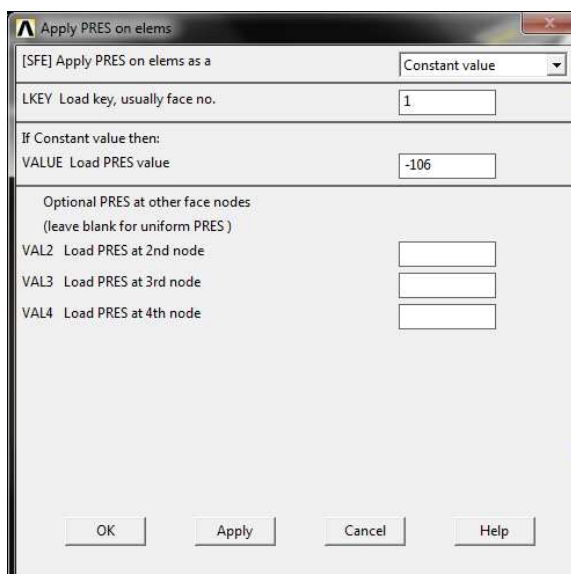 Apply PRES on elems
[SFE] Apply PRES on elems as a Constant value
LKEY Load key, usually face no. 1
If Constant value then:
VALUE Load PRES value -106
Optional PRES at other face nodes
(leave blank for uniform PRES )
VAL2 Load PRES at 2nd node
VAL3 Load PRES at 3rd node
VAL4 Load PRES at 4th node
OK Apply Cancel Help